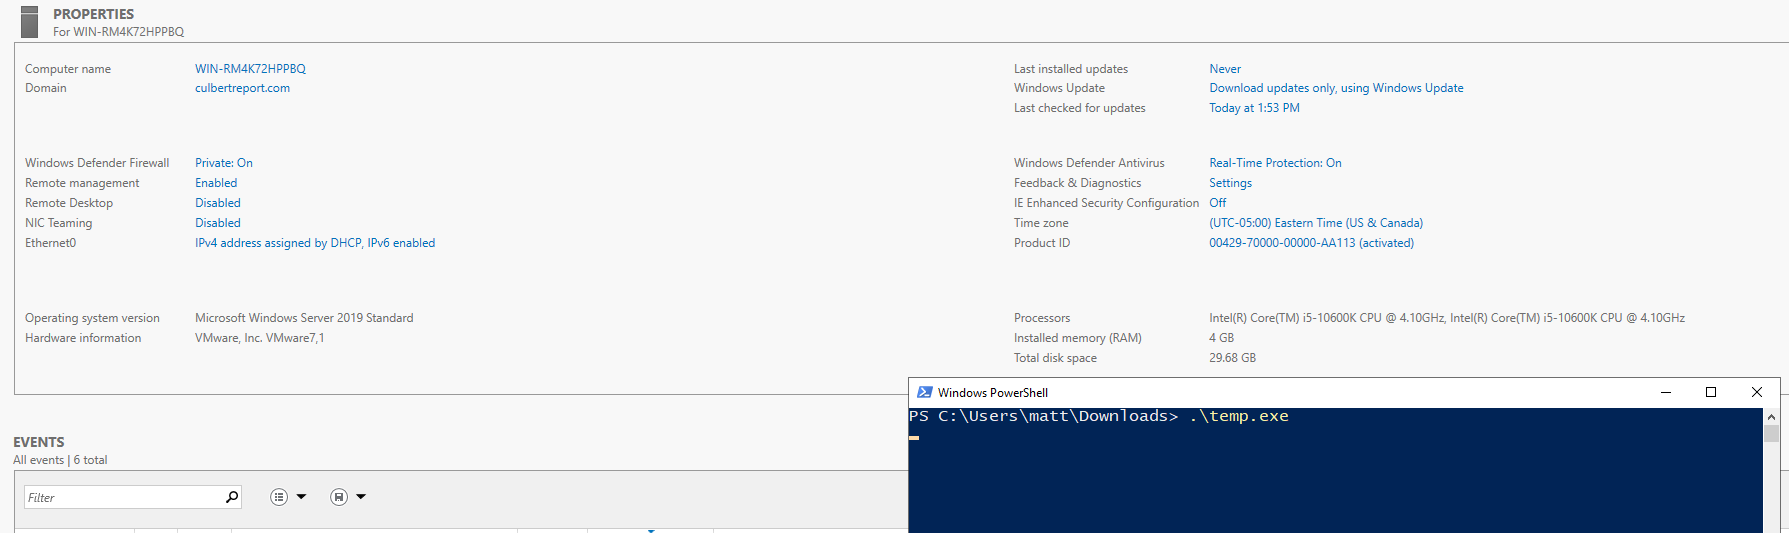 PROPERTIES
For WIN-RM4K72HPPBQ
Computer name WIN-RM4K72HPPBQ
Domain culbertreport.com
Last installed updates Never
Windows Update Download updates only, using Windows Update
Last checked for updates Today at 1:53 PM
Windows Defender Firewall Private: On
Remote management Enabled
Remote Desktop Disabled
NIC Teaming Disabled
Ethernet0 IPv4 address assigned by DHCP, IPv6 enabled
Windows Defender Antivirus Real-Time Protection: On
Feedback & Diagnostics Settings
IE Enhanced Security Configuration Off
Time zone (UTC-05:00) Eastern Time (US & Canada)
Product ID 00429-70000-00000-AA113 (activated)
Operating system version Microsoft Windows Server 2019 Standard
Hardware information VMware, Inc. VMware7,1
Processors Intel(R) Core(TM) i5-10600K CPU @ 4.10GHz, Intel(R) Core(TM) i5-10600K CPU @ 4.10GHz
Installed memory (RAM) 4 GB
Total disk space 29.68 GB
Windows PowerShell
PS C:\Users\matt\Downloads> .\temp.exe
EVENTS
All events | 6 total
Filter